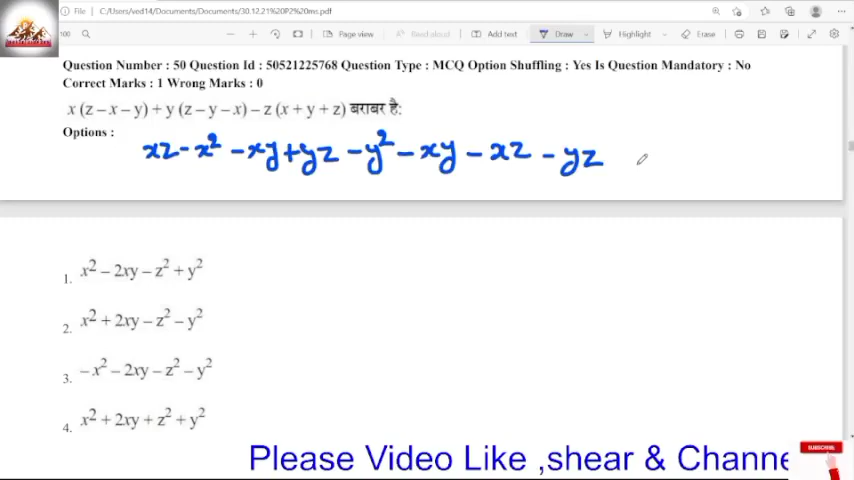 File | C:/Users/ved14/Documents/Documents/30.12.21%20P2%20ms.pdf
100 Page view Read aloud Add text Draw Highlight Erase
Question Number : 50 Question Id : 50521225768 Question Type : MCQ Option Shuffling : Yes Is Question Mandatory : No
Correct Marks : 1 Wrong Marks : 0
x (z – x – y) + y (z – y – x) – z (x + y + z) बराबर है:
Options :
xz - x² - xy + yz - y² - xy - xz - yz
1. x² – 2xy – z² + y²
2. x² + 2xy – z² – y²
3. – x² – 2xy – z² – y²
4. x² + 2xy + z² + y²
Please Video Like ,shear & Channe
SUBSCRIBE